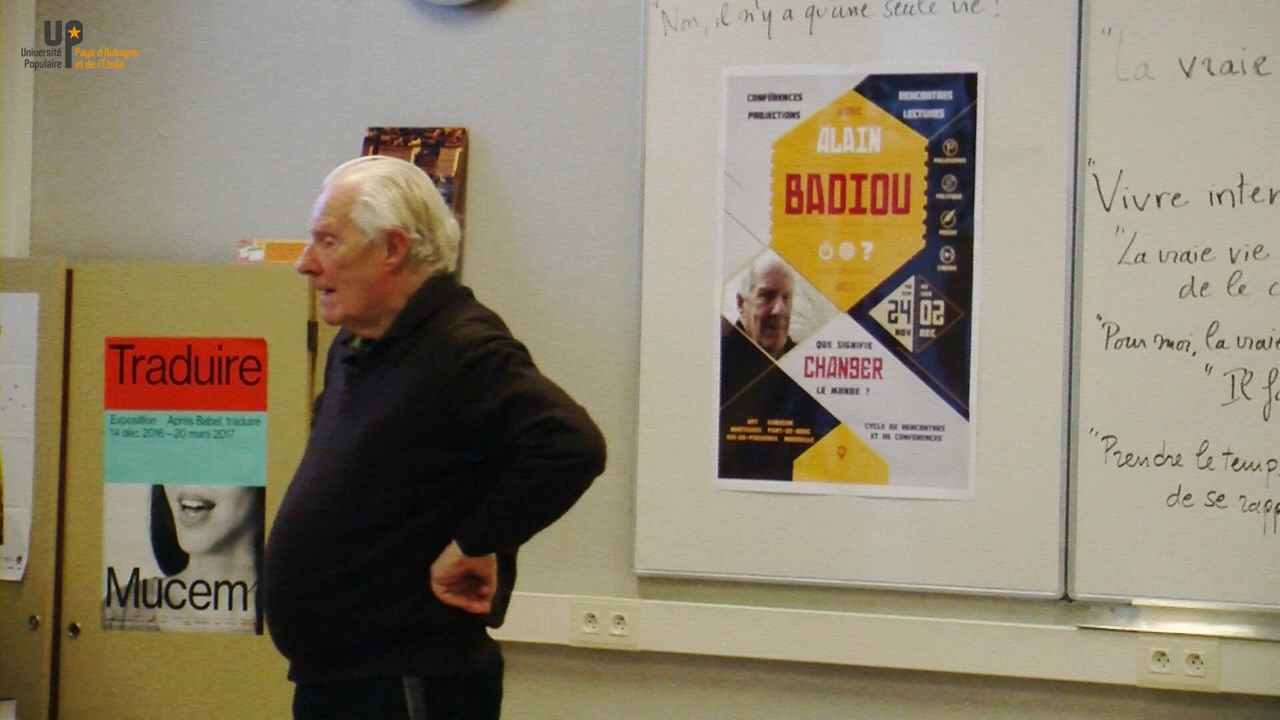 UP
Université
Populaire
Pays d'Aubagne
et de l'Étoile
Traduire
Exposition Après Babel, traduire
14 déc. 2016 – 20 mars 2017
Mucem
"Non, il n'y a qu'une seule vie!
CONFÉRENCES
PROJECTIONS
RENCONTRES
LECTURES
ALAIN
BADIOU
?
24
NOV
02
DEC
QUE SIGNIFIE
CHANGER
LE MONDE ?
CYCLE DE RENCONTRES
ET DE CONFÉRENCES
"La vraie
"Vivre inten
"La vraie vie
de le c
"Pour moi, la vraie
"Il fa
"Prendre le temp
de se rapp